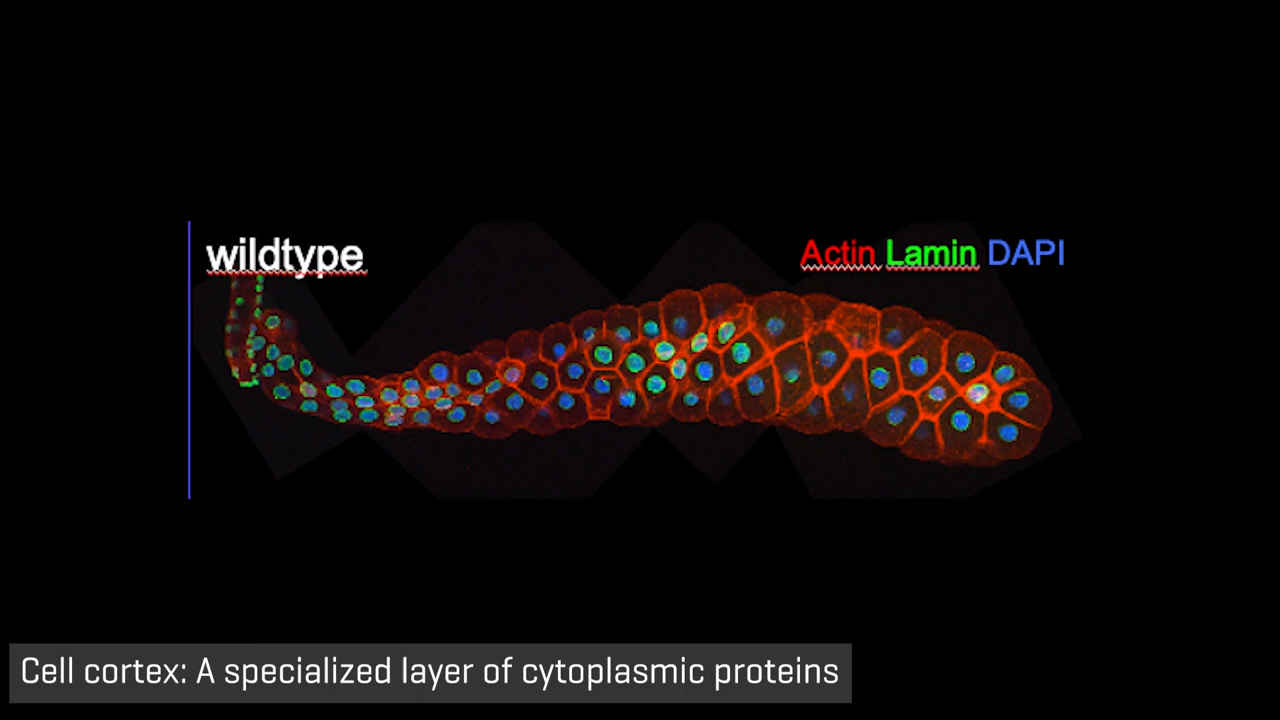 wildtype
Actin Lamin DAPI
Cell cortex: A specialized layer of cytoplasmic proteins